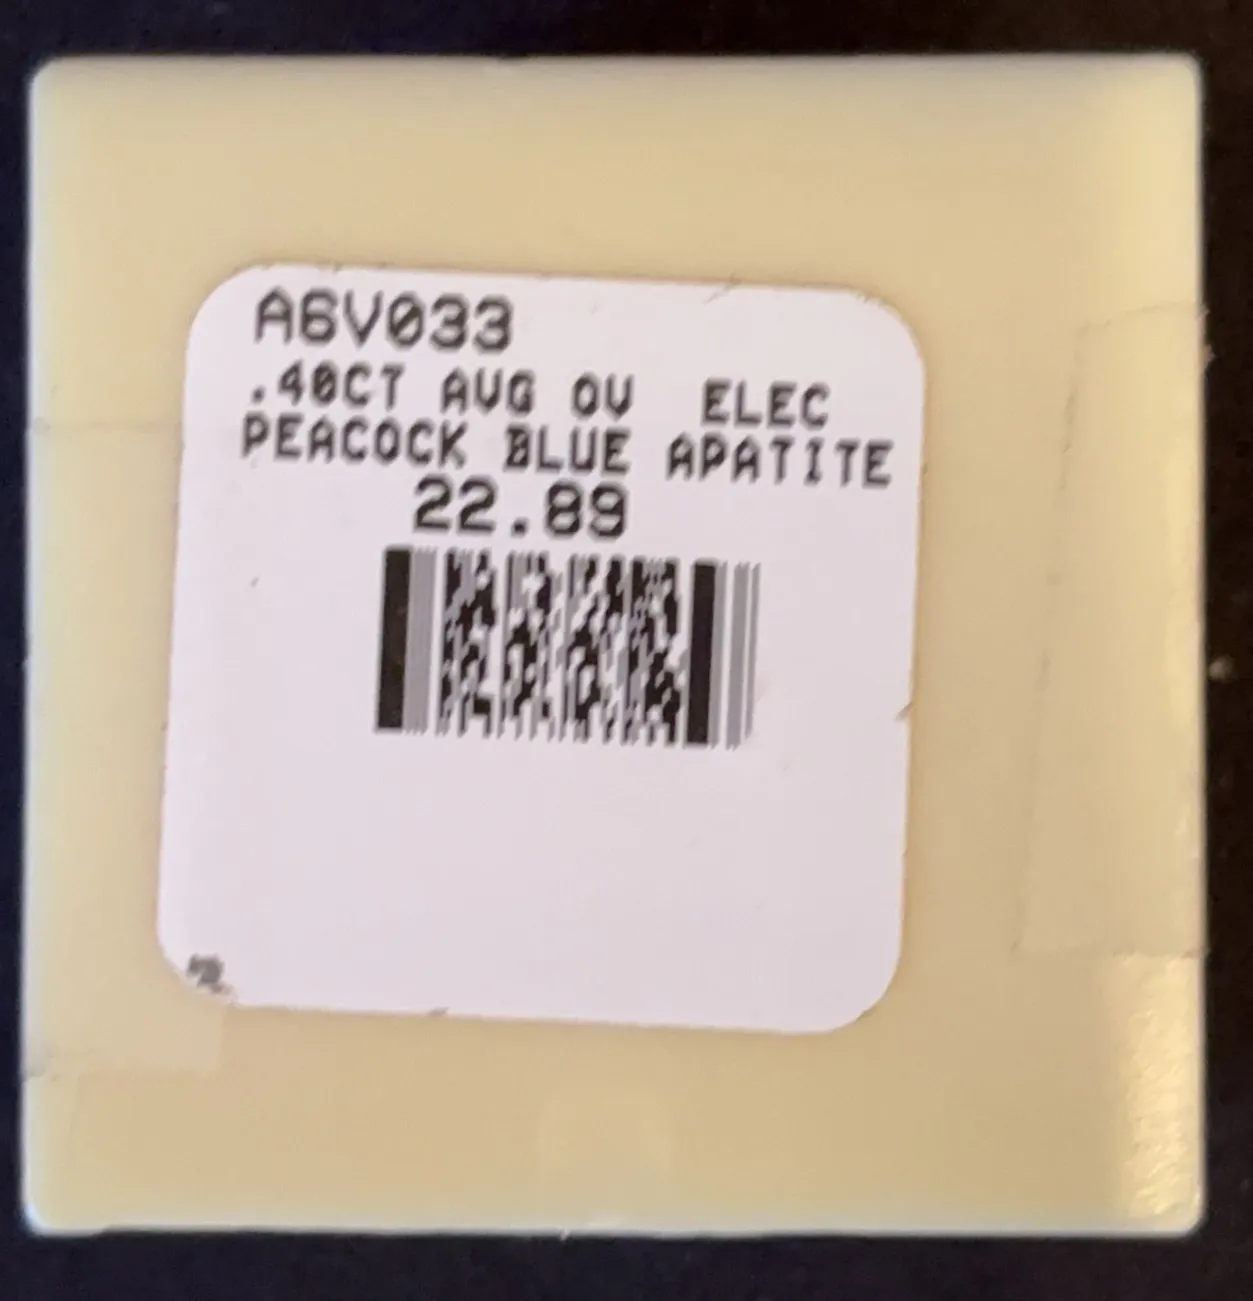 A6V033
.40CT AVG OV ELEC
PEACOCK BLUE APATITE
22.89